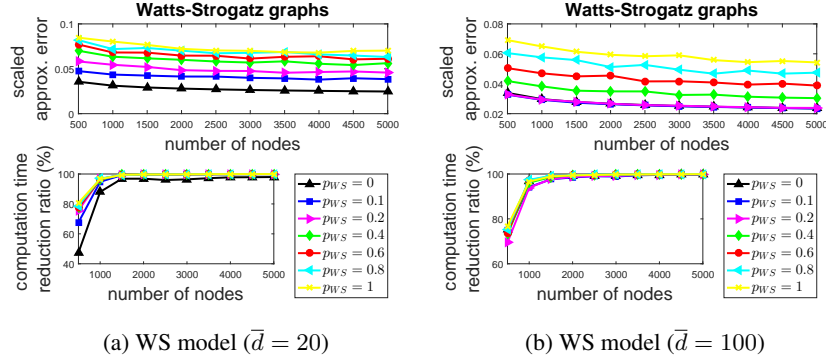 Watts-Strogatz graphs
0.1
0.05
0
scaled
approx. error
500 1000 1500 2000 2500 3000 3500 4000 4500 5000
number of nodes
100
80
60
40
computation time
reduction ratio (%)
1000 2000 3000 4000 5000
number of nodes
p_WS = 0
p_WS = 0.1
p_WS = 0.2
p_WS = 0.4
p_WS = 0.6
p_WS = 0.8
p_WS = 1
(a) WS model (d̅ = 20)
Watts-Strogatz graphs
0.08
0.06
0.04
0.02
scaled
approx. error
500 1000 1500 2000 2500 3000 3500 4000 4500 5000
number of nodes
100
80
60
computation time
reduction ratio (%)
1000 2000 3000 4000 5000
number of nodes
p_WS = 0
p_WS = 0.1
p_WS = 0.2
p_WS = 0.4
p_WS = 0.6
p_WS = 0.8
p_WS = 1
(b) WS model (d̅ = 100)